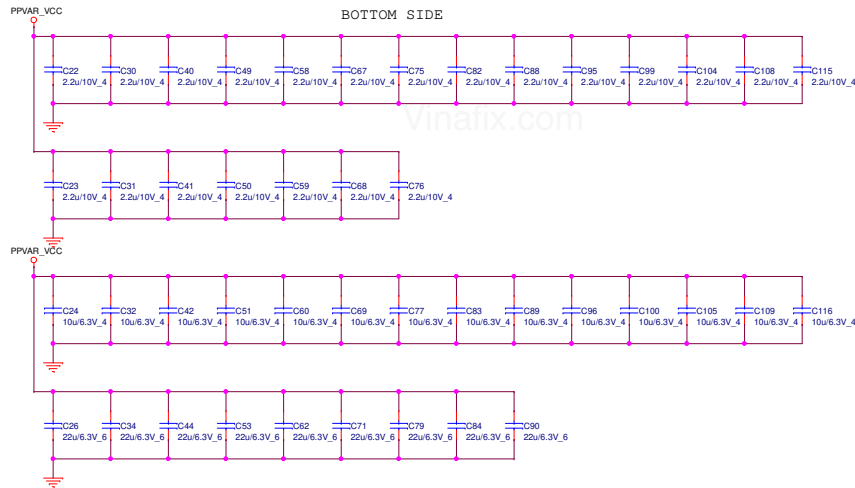 BOTTOM SIDE
PPVAR_VCC
C22 C30 C40 C49 C58 C67 C75 C82 C88 C95 C99 C104 C108 C115
2.2u/10V_4 2.2u/10V_4 2.2u/10V_4 2.2u/10V_4 2.2u/10V_4 2.2u/10V_4 2.2u/10V_4 2.2u/10V_4 2.2u/10V_4 2.2u/10V_4 2.2u/10V_4 2.2u/10V_4 2.2u/10V_4 2.2u/10V_4
Vinafix.com
C23 C31 C41 C50 C59 C68 C76
2.2u/10V_4 2.2u/10V_4 2.2u/10V_4 2.2u/10V_4 2.2u/10V_4 2.2u/10V_4 2.2u/10V_4
PPVAR_VCC
C24 C32 C42 C51 C60 C69 C77 C83 C89 C96 C100 C105 C109 C116
10u/6.3V_4 10u/6.3V_4 10u/6.3V_4 10u/6.3V_4 10u/6.3V_4 10u/6.3V_4 10u/6.3V_4 10u/6.3V_4 10u/6.3V_4 10u/6.3V_4 10u/6.3V_4 10u/6.3V_4 10u/6.3V_4 10u/6.3V_4
C26 C34 C44 C53 C62 C71 C79 C84 C90
22u/6.3V_6 22u/6.3V_6 22u/6.3V_6 22u/6.3V_6 22u/6.3V_6 22u/6.3V_6 22u/6.3V_6 22u/6.3V_6 22u/6.3V_6